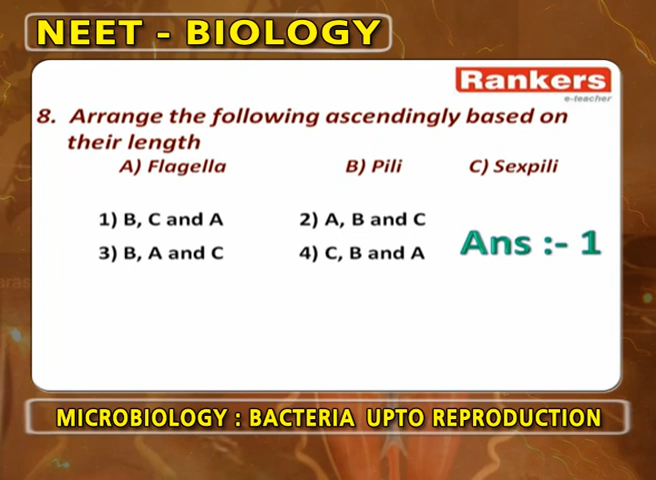 NEET - BIOLOGY
Rankers
e-teacher
8. Arrange the following ascendingly based on
their length
A) Flagella B) Pili C) Sexpili
1) B, C and A 2) A, B and C
3) B, A and C 4) C, B and A
Ans :- 1
MICROBIOLOGY : BACTERIA UPTO REPRODUCTION